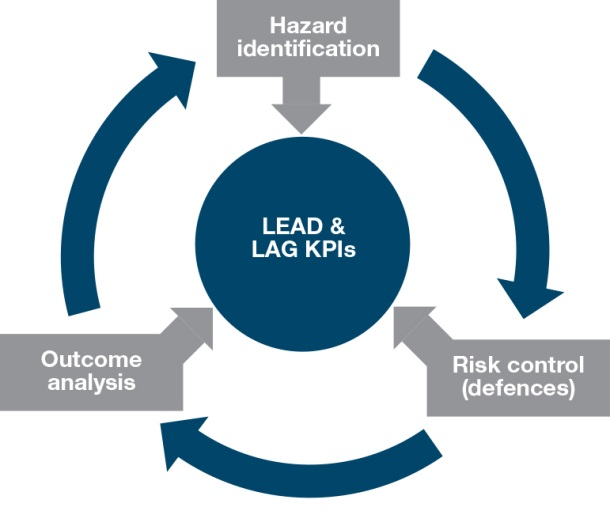 Hazard
identification
LEAD &
LAG KPIs
Outcome
analysis
Risk control
(defences)